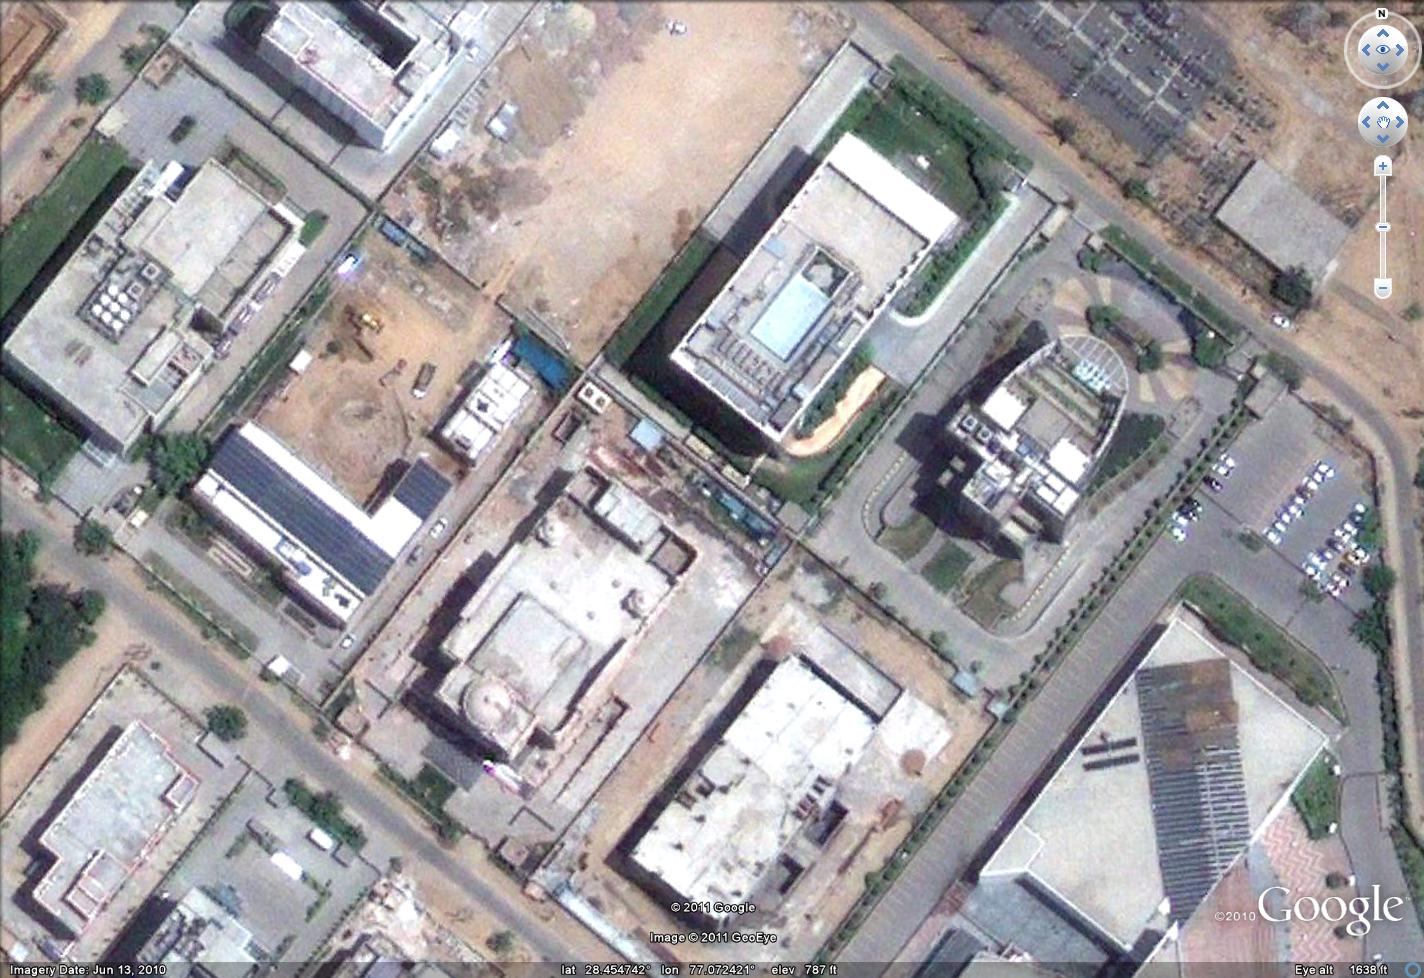 N
© 2011 Google
©2010 Google
Image © 2011 GeoEye
Imagery Date: Jun 13, 2010 lat 28.454742° lon 77.072421° elev 787 ft Eye alt 1638 ft